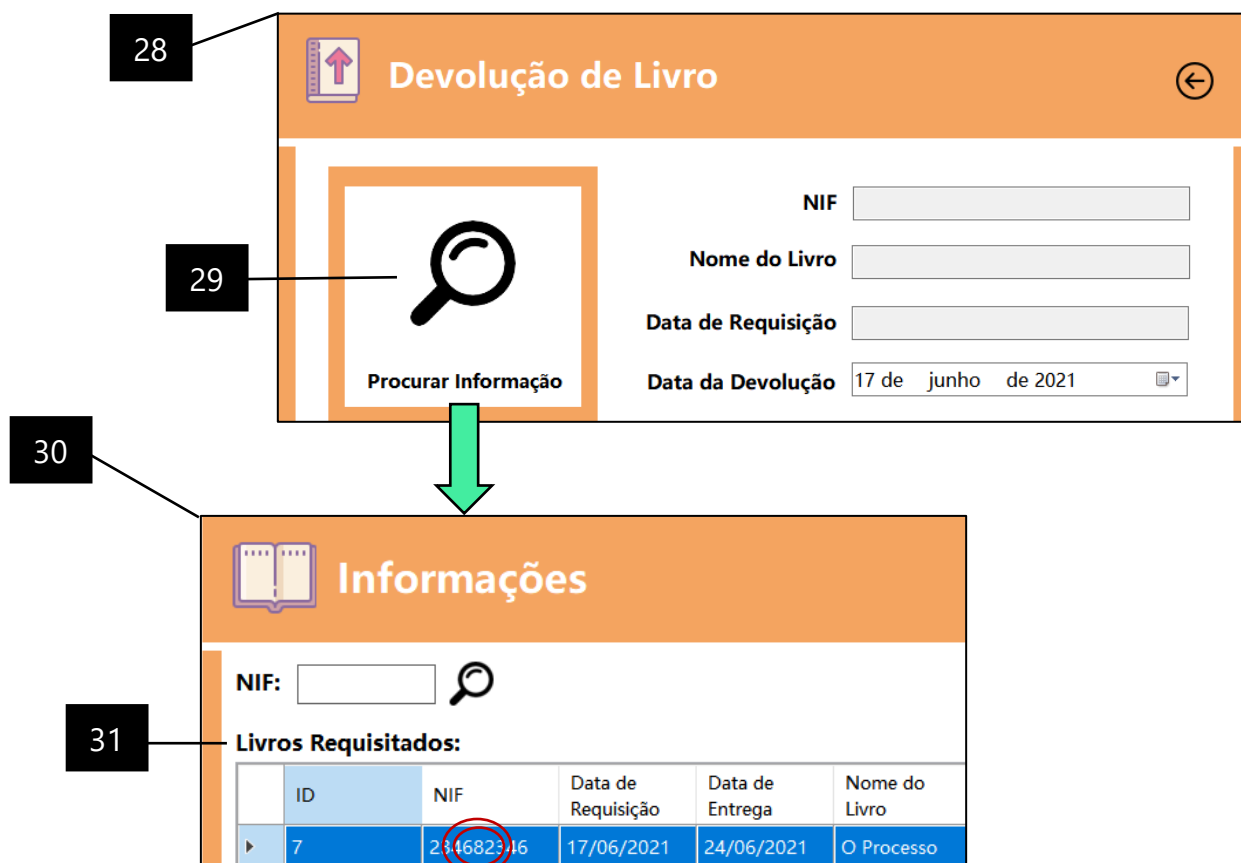 28
Devolução de Livro
NIF
29
Nome do Livro
Data de Requisição
Procurar Informação
Data da Devolução 17 de junho de 2021
30
Informações
NIF:
31
Livros Requisitados:
ID NIF Data de Requisição Data de Entrega Nome do Livro
7 234682346 17/06/2021 24/06/2021 O Processo